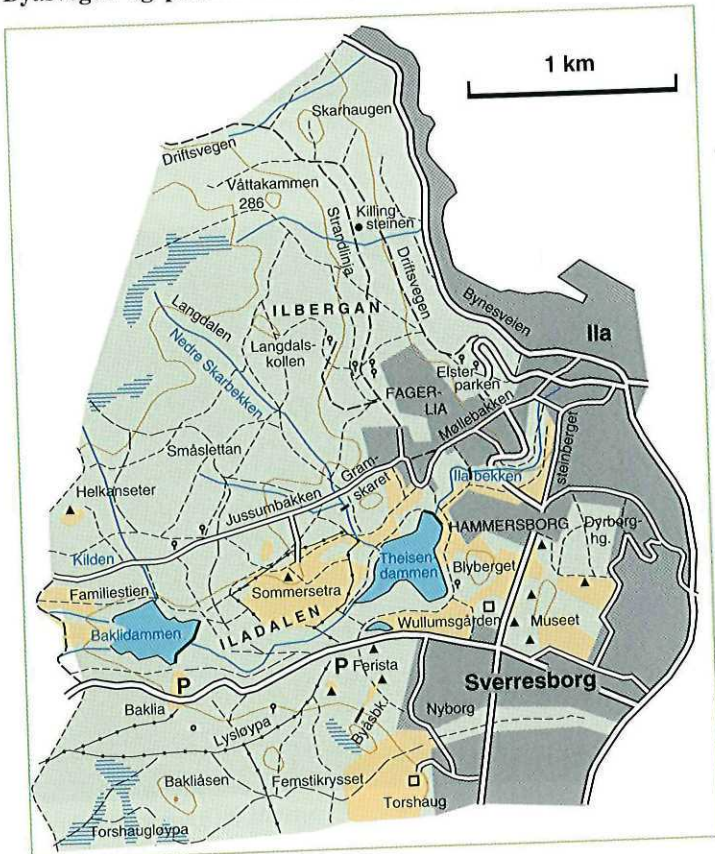 1 km
Skarhaugen
Driftsvegen
Våttakammen
286
Killing-
steinen
Strandlinja
Driftsvegen
Bynesveien
Ila
Langdalen
ILBERGAN
Nedre Skarbekken
Langdals-
kollen
Elster-
parken
FAGER-
LIA
Møllebakken
steinberget
Småslettan
Gram-
skaret
Ilabekken
Helkanseter
Jussumbakken
HAMMERSBORG
Dyrborg-
hg.
Kilden
Theisen-
dammen
Blyberget
Familiestien
Sommersetra
Baklidammen
ILADALEN
Wullumsgården
Museet
P
P
Ferista
Sverresborg
Baklia
Lysløypa
Byåsbk.
Nyborg
Bakliåsen
Femstikrysset
Torshaug
Torshaugløypa